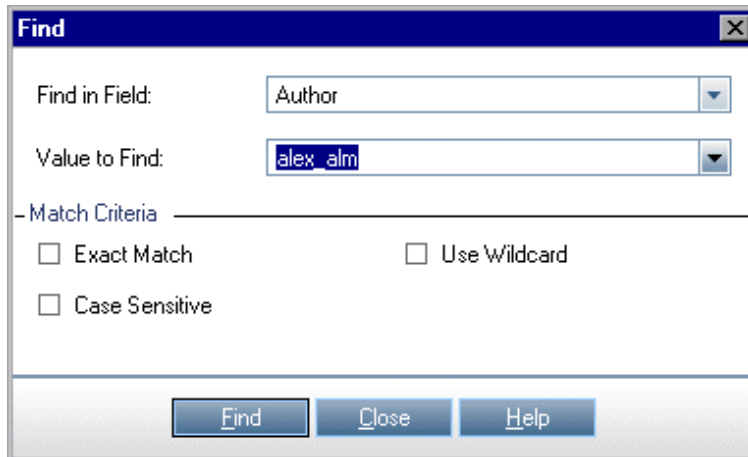 Find
Find in Field: Author
Value to Find: alex_alm
Match Criteria
Exact Match Use Wildcard
Case Sensitive
Find Close Help